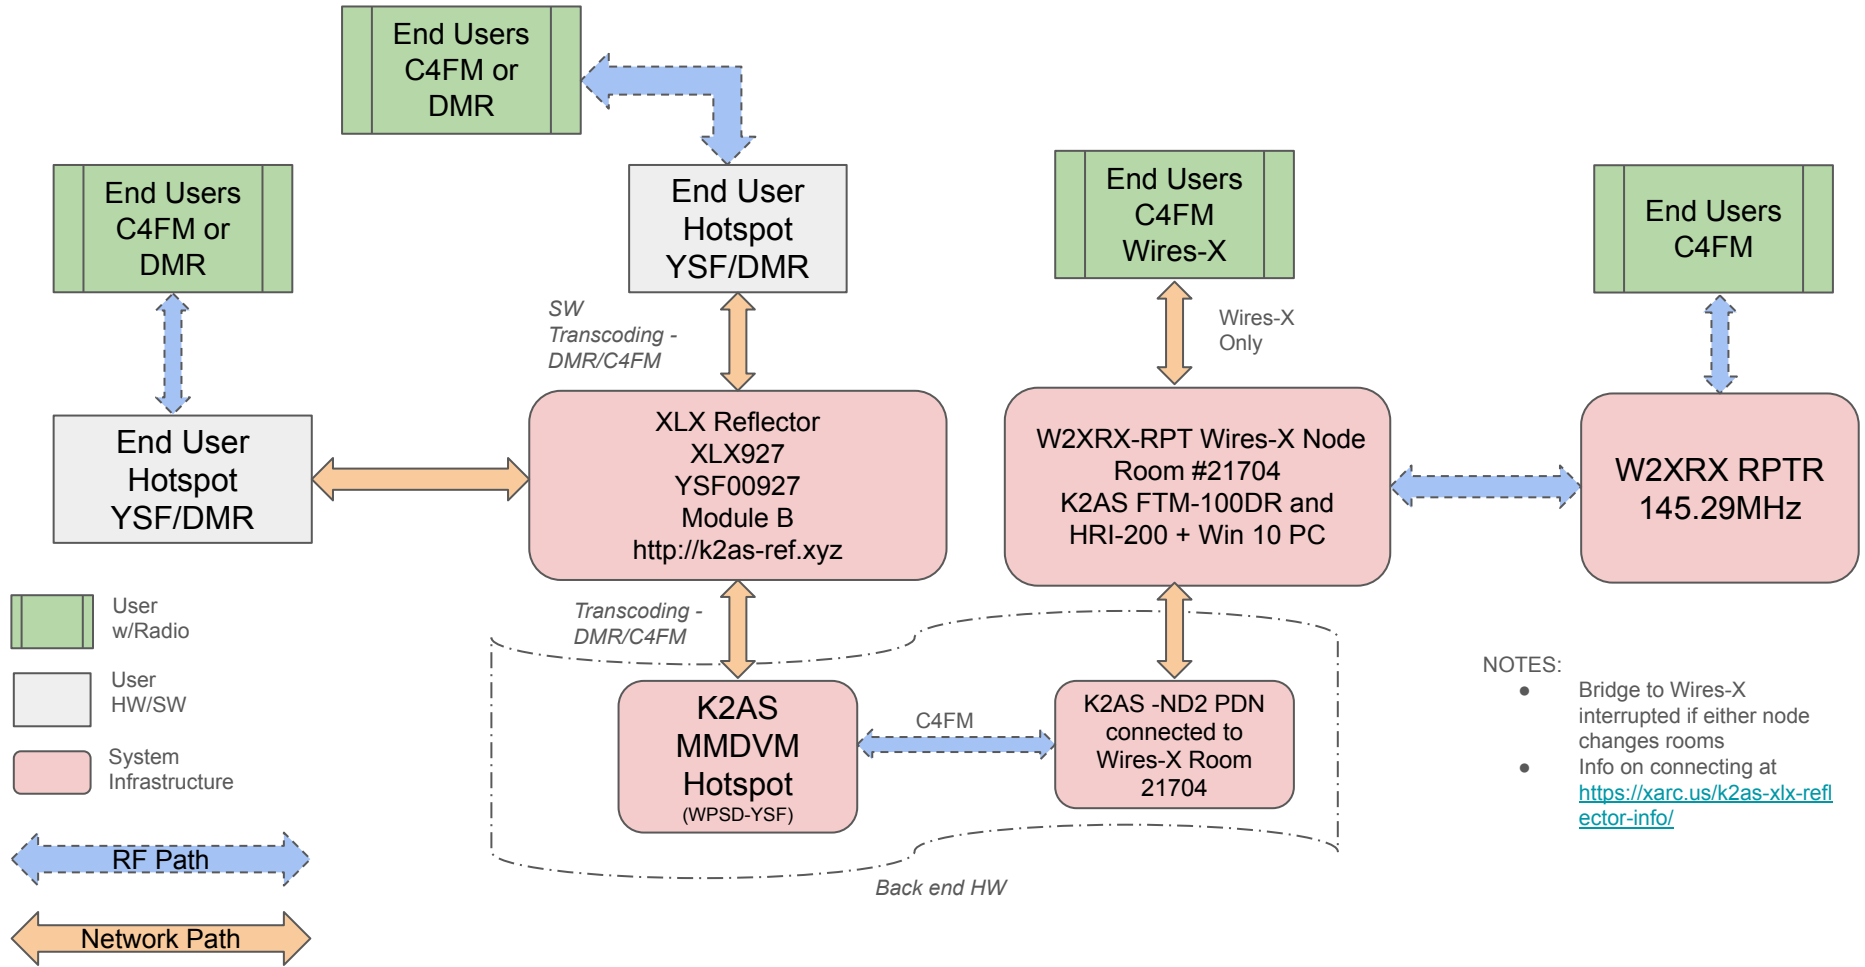 End Users
C4FM or
DMR
End Users
C4FM or
DMR
End User
Hotspot
YSF/DMR
End Users
C4FM
Wires-X
End Users
C4FM
SW
Transcoding -
DMR/C4FM
Wires-X
Only
End User
Hotspot
YSF/DMR
XLX Reflector
XLX927
YSF00927
Module B
http://k2as-ref.xyz
W2XRX-RPT Wires-X Node
Room #21704
K2AS FTM-100DR and
HRI-200 + Win 10 PC
W2XRX RPTR
145.29MHz
Transcoding -
DMR/C4FM
K2AS
MMDVM
Hotspot
(WPSD-YSF)
C4FM
K2AS -ND2 PDN
connected to
Wires-X Room
21704
Back end HW
User
w/Radio
User
HW/SW
System
Infrastructure
RF Path
Network Path
NOTES:
● Bridge to Wires-X
interrupted if either node
changes rooms
● Info on connecting at
https://xarc.us/k2as-xlx-refl
ector-info/